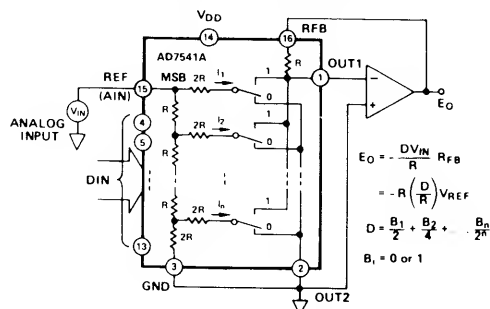 VDD
14
16
RFB
AD7541A
R
1
OUT1
REF
(AIN)
15
MSB
2R
I1
1
0
VIN
ANALOG
INPUT
4
5
DIN
13
R
2R
I2
1
0
R
R
2R
In
1
0
2R
3
GND
2
OUT2
−
+
EO
EO = - DVIN/R RFB
= -R (D/R) VREF
D = B1/2 + B2/4 + · Bn/2n
B1 = 0 or 1